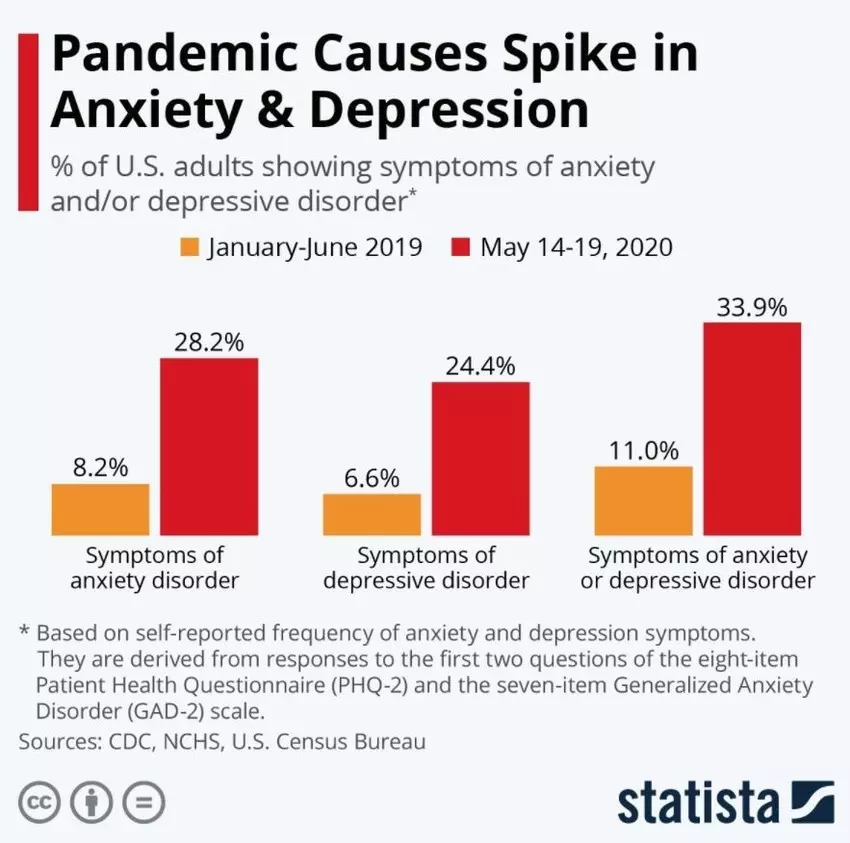 Pandemic Causes Spike in
Anxiety & Depression
% of U.S. adults showing symptoms of anxiety
and/or depressive disorder*
January-June 2019 May 14-19, 2020
33.9%
28.2%
24.4%
11.0%
8.2%
6.6%
Symptoms of
anxiety disorder
Symptoms of
depressive disorder
Symptoms of anxiety
or depressive disorder
* Based on self-reported frequency of anxiety and depression symptoms.
They are derived from responses to the first two questions of the eight-item
Patient Health Questionnaire (PHQ-2) and the seven-item Generalized Anxiety
Disorder (GAD-2) scale.
Sources: CDC, NCHS, U.S. Census Bureau
cc
statista